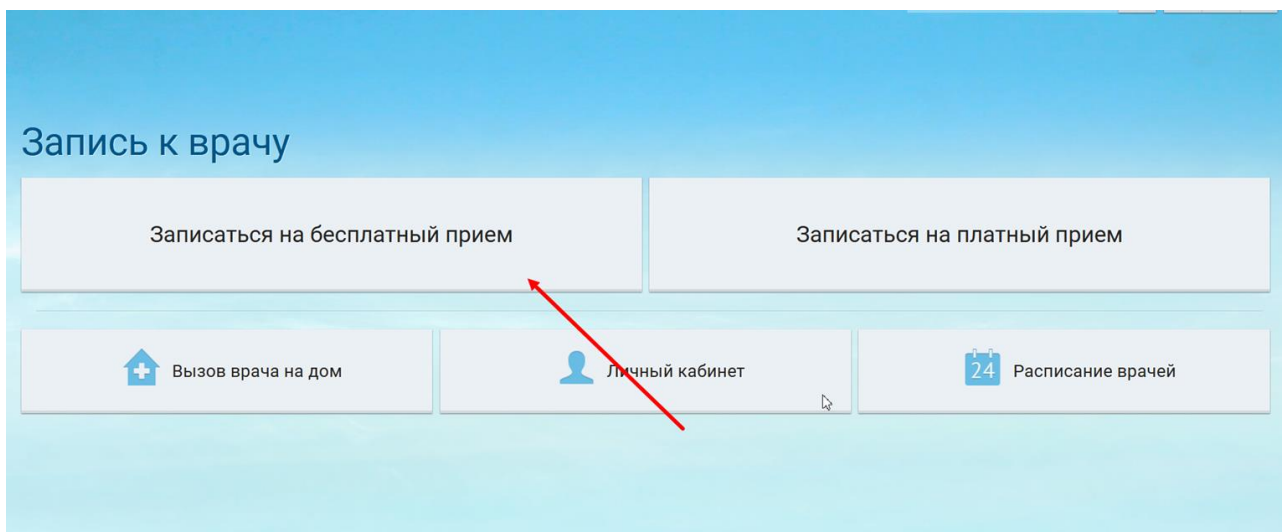 Запись к врачу
Записаться на бесплатный прием
Записаться на платный прием
Вызов врача на дом
Личный кабинет
24
Расписание врачей